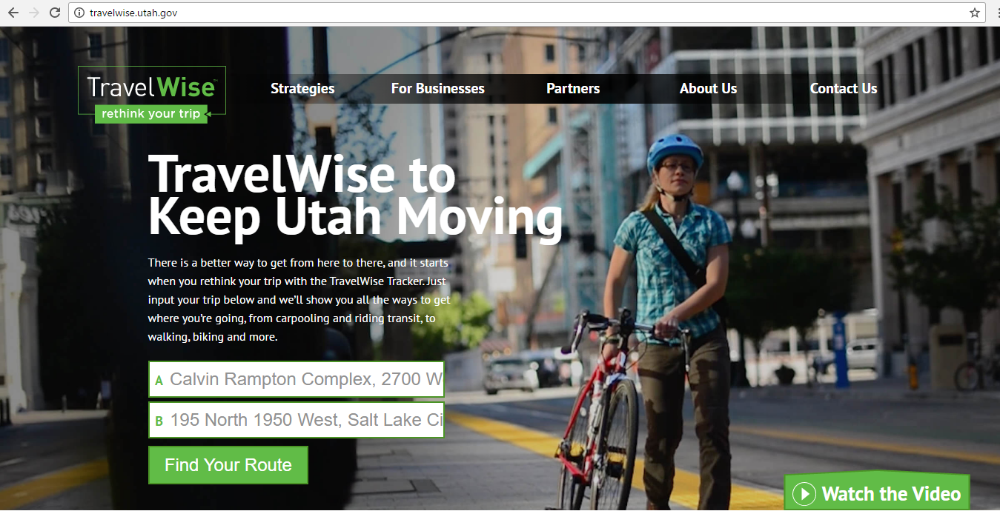 travelwise.utah.gov
TravelWise™
rethink your trip
Strategies
For Businesses
Partners
About Us
Contact Us
TravelWise to
Keep Utah Moving
There is a better way to get from here to there, and it starts
when you rethink your trip with the TravelWise Tracker. Just
input your trip below and we'll show you all the ways to get
where you're going, from carpooling and riding transit, to
walking, biking and more.
A Calvin Rampton Complex, 2700 W
B 195 North 1950 West, Salt Lake Ci
Find Your Route
Watch the Video